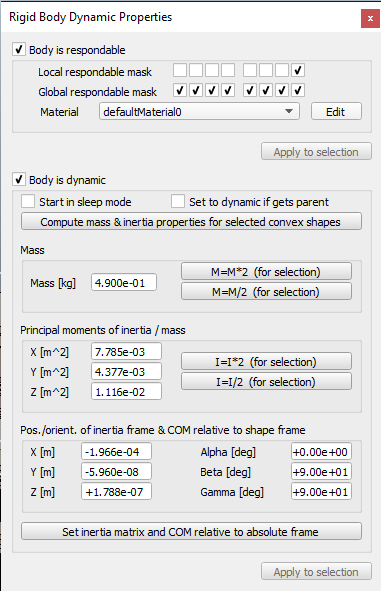 Rigid Body Dynamic Properties
Body is respondable
Local respondable mask
Global respondable mask
Material defaultMaterial0 Edit
Apply to selection
Body is dynamic
Start in sleep mode Set to dynamic if gets parent
Compute mass & inertia properties for selected convex shapes
Mass
Mass [kg] 4.900e-01 M=M*2 (for selection)
M=M/2 (for selection)
Principal moments of inertia / mass
X [m^2] 7.785e-03 I=I*2 (for selection)
Y [m^2] 4.377e-03 I=I/2 (for selection)
Z [m^2] 1.116e-02
Pos./orient. of inertia frame & COM relative to shape frame
X [m] -1.966e-04 Alpha [deg] +0.00e+00
Y [m] -5.960e-08 Beta [deg] +9.00e+01
Z [m] +1.788e-07 Gamma [deg] +9.00e+01
Set inertia matrix and COM relative to absolute frame
Apply to selection